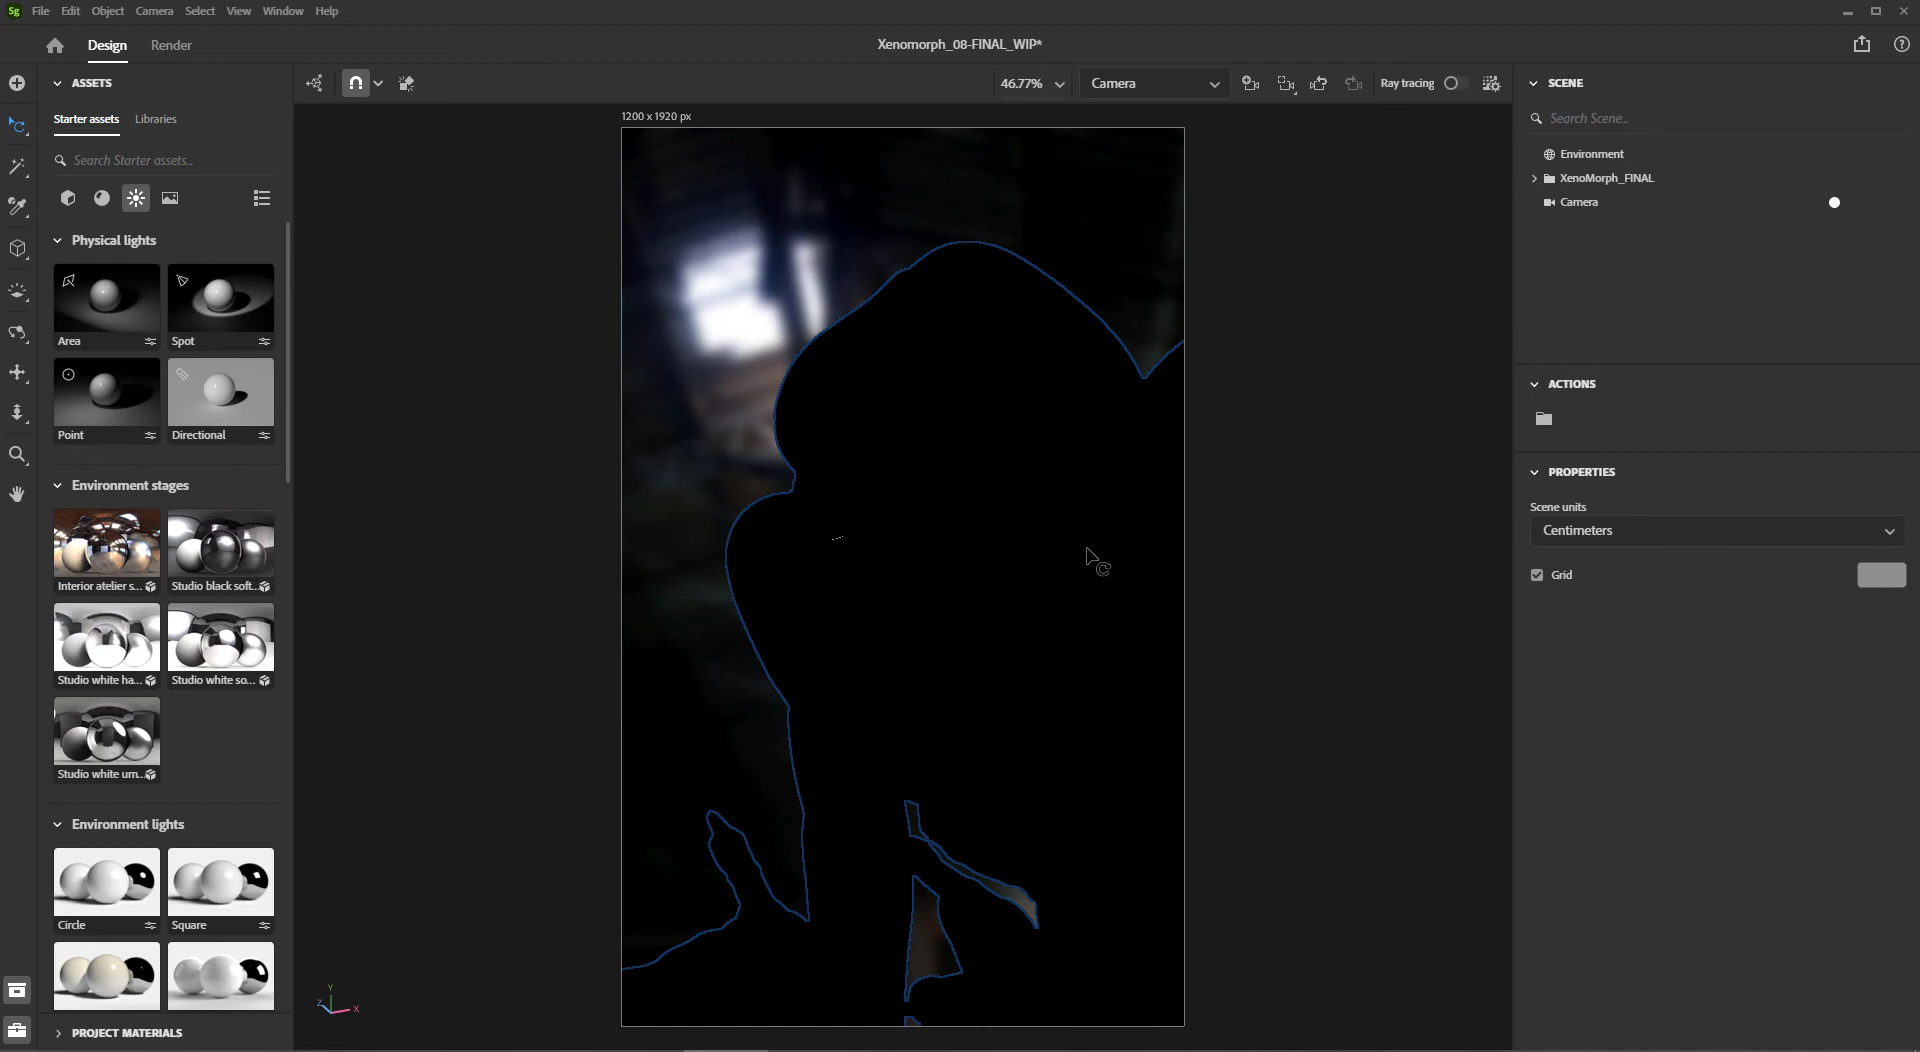 Sg File Edit Object Camera Select View Window Help
Design Render
Xenomorph_08-FINAL_WIP*
ASSETS
Starter assets Libraries
Search Starter assets...
Physical lights
Area
Spot
Point
Directional
Environment stages
Interior atelier s...
Studio black soft...
Studio white ha...
Studio white so...
Studio white um...
Environment lights
Circle
Square
PROJECT MATERIALS
46.77%
Camera
Ray tracing
1200 x 1920 px
Y
Z
X
SCENE
Search Scene...
Environment
XenoMorph_FINAL
Camera
ACTIONS
PROPERTIES
Scene units
Centimeters
Grid